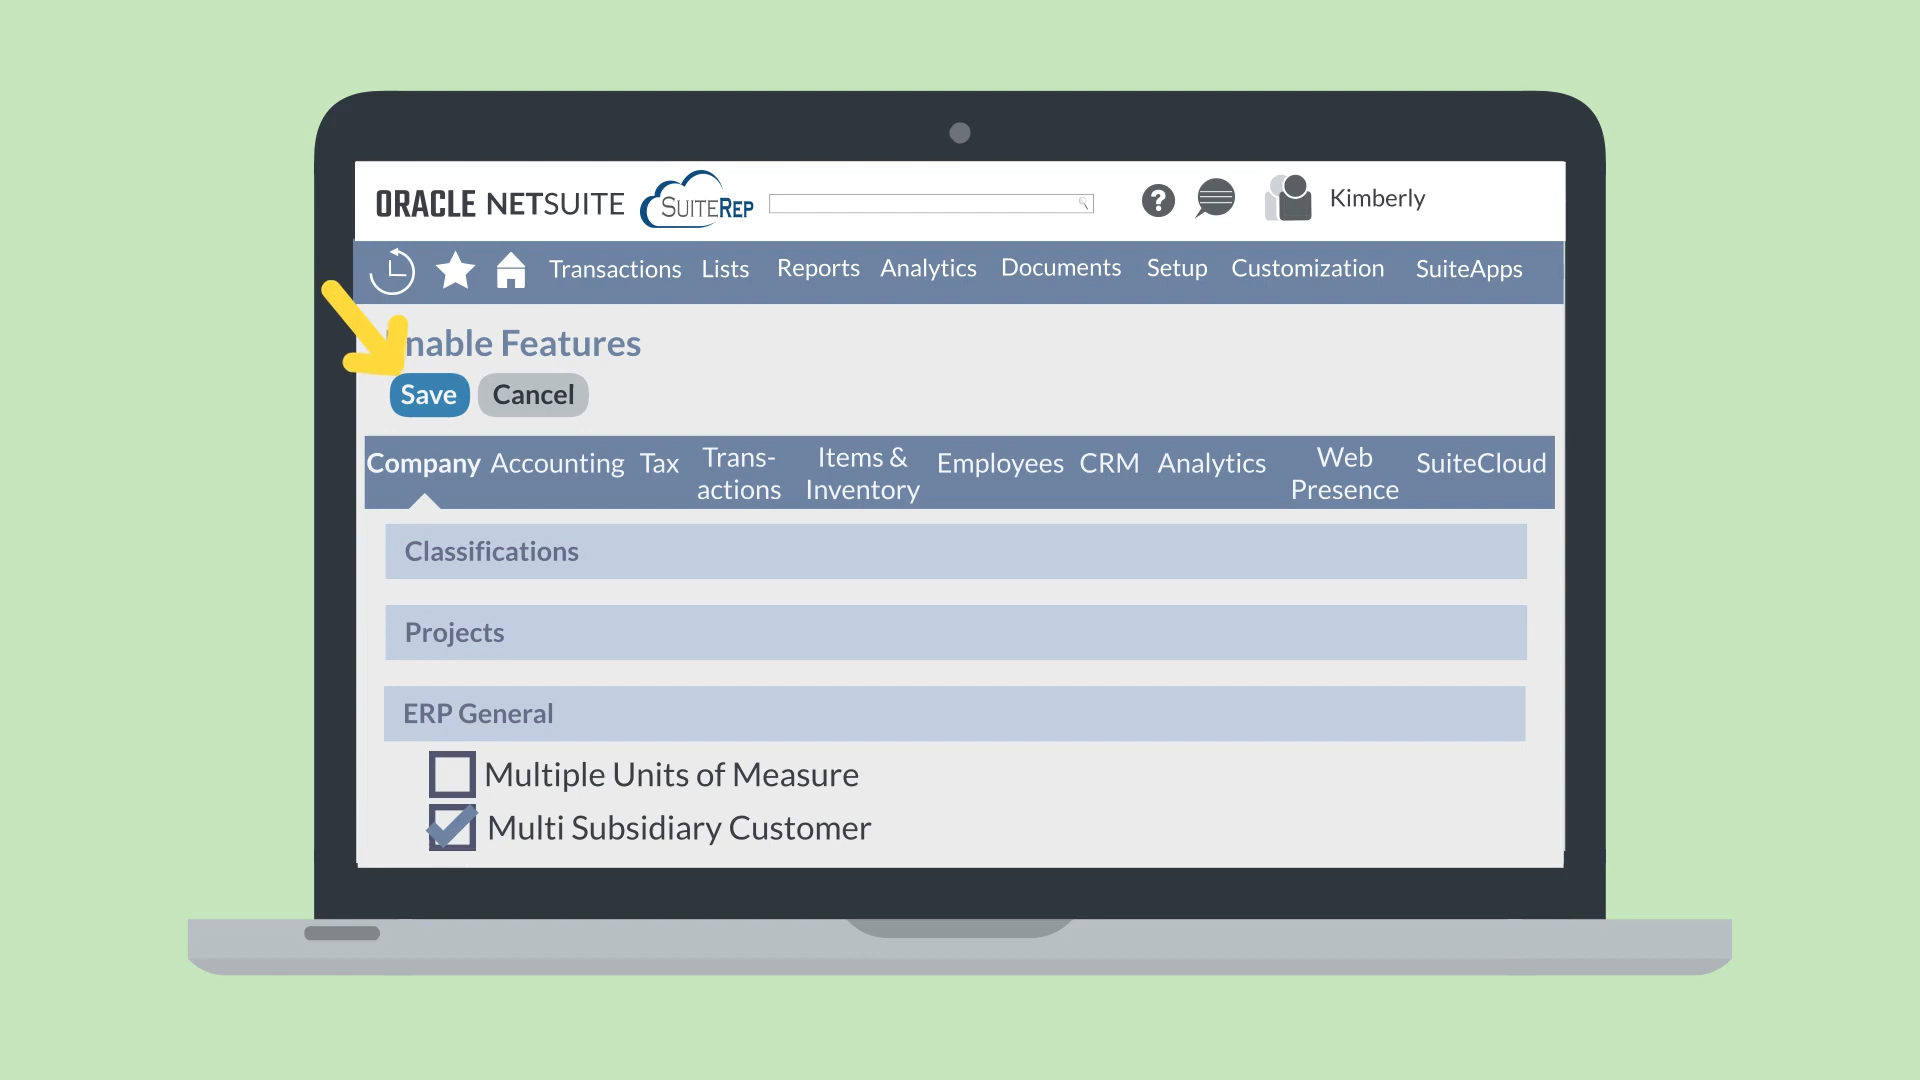 ORACLE NETSUITE SUITEREP Kimberly
Transactions Lists Reports Analytics Documents Setup Customization SuiteApps
nable Features
Save Cancel
Company Accounting Tax Trans-
actions Items &
Inventory Employees CRM Analytics Web
Presence SuiteCloud
Classifications
Projects
ERP General
Multiple Units of Measure
Multi Subsidiary Customer